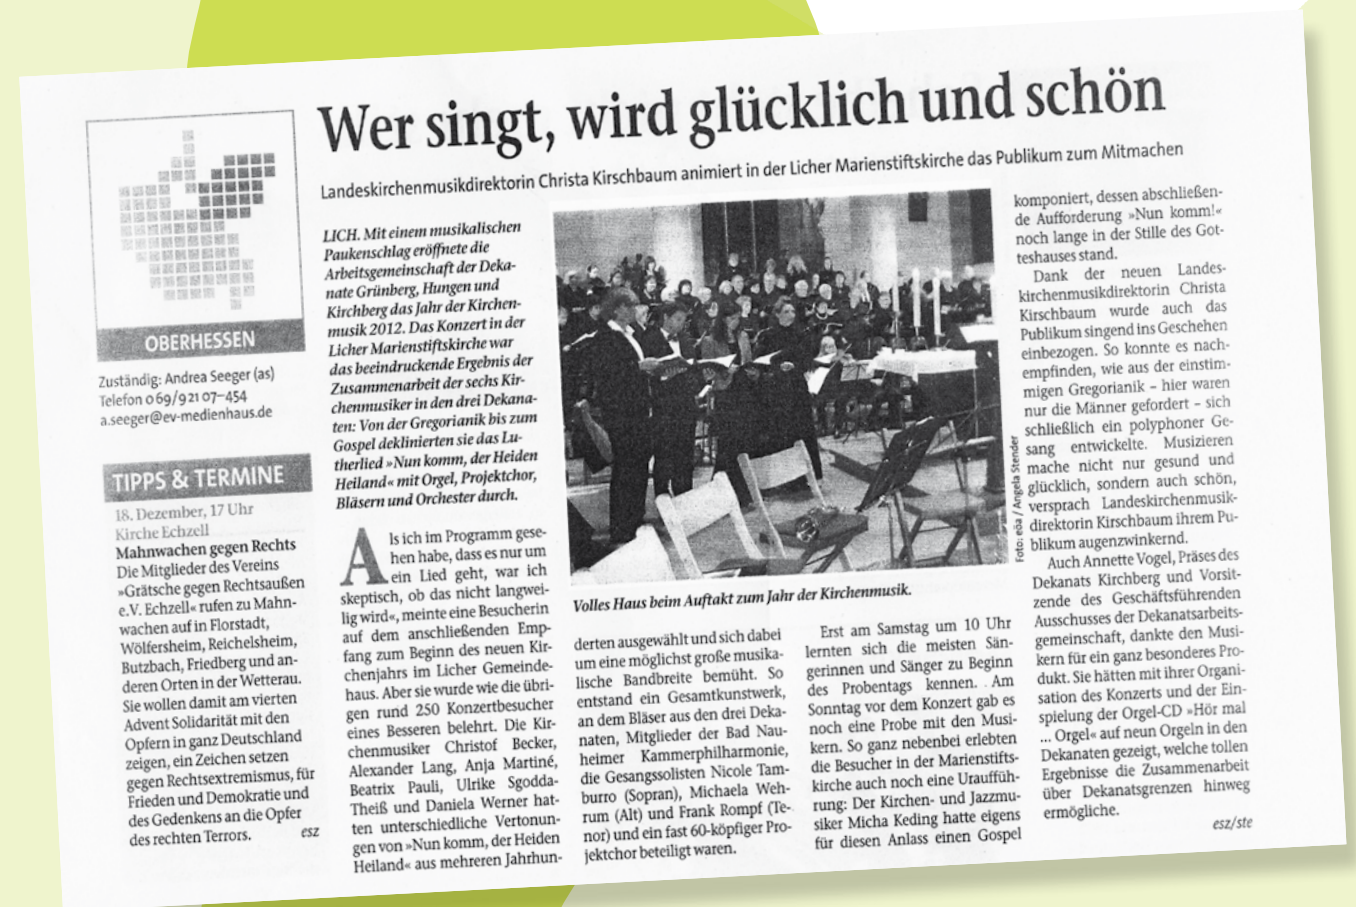 Wer singt, wird glücklich und schön
Landeskirchenmusikdirektorin Christa Kirschbaum animiert in der Licher Marienstiftskirche das Publikum zum Mitmachen
OBERHESSEN
Zuständig: Andrea Seeger (as)
Telefon 0 69/9 21 07–454
a.seeger@ev-medienhaus.de
TIPPS & TERMINE
18. Dezember, 17 Uhr
Kirche Echzell
Mahnwachen gegen Rechts
Die Mitglieder des Vereins
»Grätsche gegen Rechtsaußen
e.V. Echzell« rufen zu Mahn-
wachen auf in Florstadt,
Wölfersheim, Reichelsheim,
Butzbach, Friedberg und an-
deren Orten in der Wetterau.
Sie wollen damit am vierten
Advent Solidarität mit den
Opfern in ganz Deutschland
zeigen, ein Zeichen setzen
gegen Rechtsextremismus, für
Frieden und Demokratie und
des Gedenkens an die Opfer
des rechten Terrors. esz
LICH. Mit einem musikalischen
Paukenschlag eröffnete die
Arbeitsgemeinschaft der Deka-
nate Grünberg, Hungen und
Kirchberg das Jahr der Kirchen-
musik 2012. Das Konzert in der
Licher Marienstiftskirche war
das beeindruckende Ergebnis der
Zusammenarbeit der sechs Kir-
chenmusiker in den drei Dekana-
ten: Von der Gregorianik bis zum
Gospel deklinierten sie das Lu-
therlied »Nun komm, der Heiden
Heiland« mit Orgel, Projektchor,
Bläsern und Orchester durch.
Als ich im Programm gese-
hen habe, dass es nur um
ein Lied geht, war ich
skeptisch, ob das nicht langwei-
lig wird«, meinte eine Besucherin
auf dem anschließenden Emp-
fang zum Beginn des neuen Kir-
chenjahrs im Licher Gemeinde-
haus. Aber sie wurde wie die übri-
gen rund 250 Konzertbesucher
eines Besseren belehrt. Die Kir-
chenmusiker Christof Becker,
Alexander Lang, Anja Martiné,
Beatrix Pauli, Ulrike Sgodda-
Theiß und Daniela Werner hat-
ten unterschiedliche Vertonun-
gen von »Nun komm, der Heiden
Heiland« aus mehreren Jahrhun-
Foto: eöa / Angela Stender
Volles Haus beim Auftakt zum Jahr der Kirchenmusik.
derten ausgewählt und sich dabei
um eine möglichst große musika-
lische Bandbreite bemüht. So
entstand ein Gesamtkunstwerk,
an dem Bläser aus den drei Deka-
naten, Mitglieder der Bad Nau-
heimer Kammerphilharmonie,
die Gesangssolisten Nicole Tam-
burro (Sopran), Michaela Weh-
rum (Alt) und Frank Rompf (Te-
nor) und ein fast 60-köpfiger Pro-
jektchor beteiligt waren.
Erst am Samstag um 10 Uhr
lernten sich die meisten Sän-
gerinnen und Sänger zu Beginn
des Probentags kennen. Am
Sonntag vor dem Konzert gab es
noch eine Probe mit den Musi-
kern. So ganz nebenbei erlebten
die Besucher in der Marienstifts-
kirche auch noch eine Urauffüh-
rung: Der Kirchen- und Jazzmu-
siker Micha Keding hatte eigens
für diesen Anlass einen Gospel
komponiert, dessen abschließen-
de Aufforderung »Nun komm!«
noch lange in der Stille des Got-
teshauses stand.
Dank der neuen Landes-
kirchenmusikdirektorin Christa
Kirschbaum wurde auch das
Publikum singend ins Geschehen
einbezogen. So konnte es nach-
empfinden, wie aus der einstim-
migen Gregorianik – hier waren
nur die Männer gefordert – sich
schließlich ein polyphoner Ge-
sang entwickelte. Musizieren
mache nicht nur gesund und
glücklich, sondern auch schön,
versprach Landeskirchenmusik-
direktorin Kirschbaum ihrem Pu-
blikum augenzwinkernd.
Auch Annette Vogel, Präses des
Dekanats Kirchberg und Vorsit-
zende des Geschäftsführenden
Ausschusses der Dekanatsarbeits-
gemeinschaft, dankte den Musi-
kern für ein ganz besonderes Pro-
dukt. Sie hätten mit ihrer Organi-
sation des Konzerts und der Ein-
spielung der Orgel-CD »Hör mal
... Orgel« auf neun Orgeln in den
Dekanaten gezeigt, welche tollen
Ergebnisse die Zusammenarbeit
über Dekanatsgrenzen hinweg
ermögliche.
esz/ste